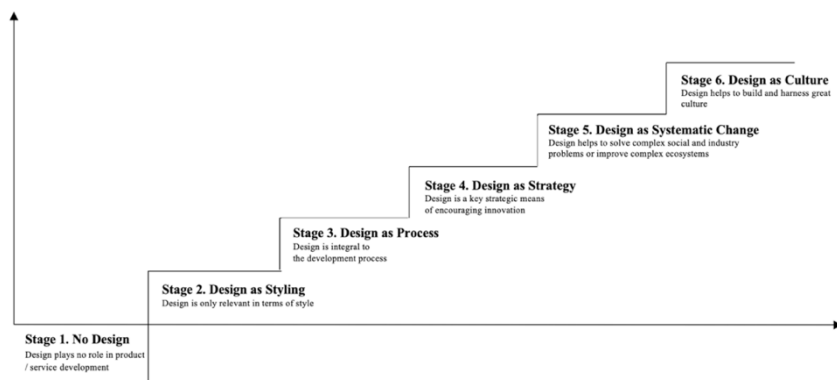 Stage 6. Design as Culture
Design helps to build and harness great
culture
Stage 5. Design as Systematic Change
Design helps to solve complex social and industry
problems or improve complex ecosystems
Stage 4. Design as Strategy
Design is a key strategic means
of encouraging innovation
Stage 3. Design as Process
Design is integral to
the development process
Stage 2. Design as Styling
Design is only relevant in terms of style
Stage 1. No Design
Design plays no role in product
/ service development